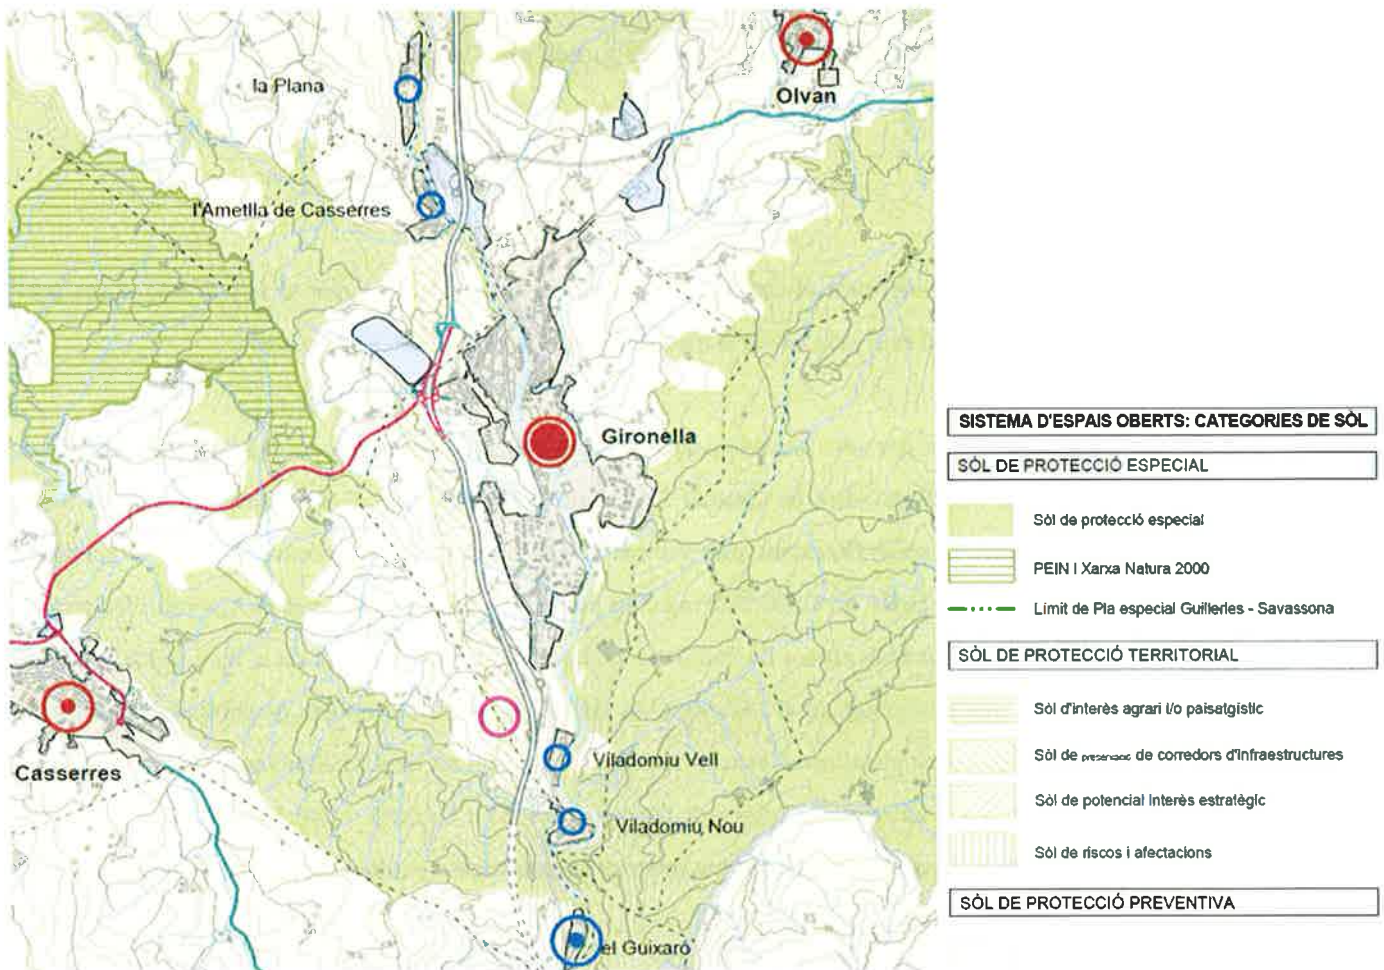 la Plana
Olvan
l'Ametlla de Casserres
Gironella
Casserres
Viladomiu Vell
Viladomiu Nou
el Guixaró
SISTEMA D'ESPAIS OBERTS: CATEGORIES DE SÒL
SÒL DE PROTECCIÓ ESPECIAL
Sòl de protecció especial
PEIN i Xarxa Natura 2000
Límit de Pla especial Guilleries - Savassona
SÒL DE PROTECCIÓ TERRITORIAL
Sòl d'interès agrari i/o paisatgístic
Sòl de de corredors d'infraestructures
Sòl de potencial interès estratègic
Sòl de riscos i afectacions
SÒL DE PROTECCIÓ PREVENTIVA